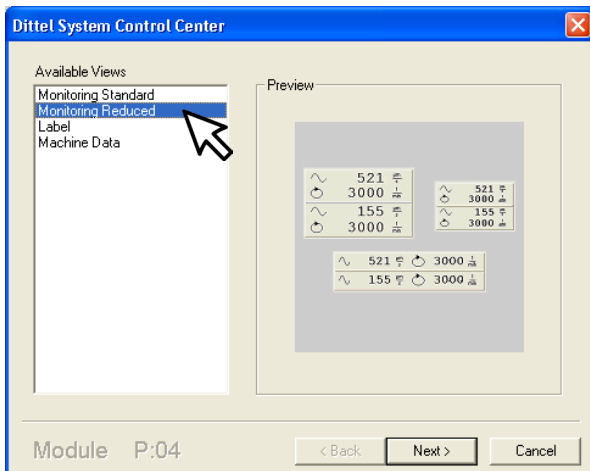 Dittel System Control Center
Available Views
Monitoring Standard
Monitoring Reduced
Label
Machine Data
Preview
521
3000
155
3000
521
3000
155
3000
521 3000
155 3000
Module P:04
< Back Next > Cancel